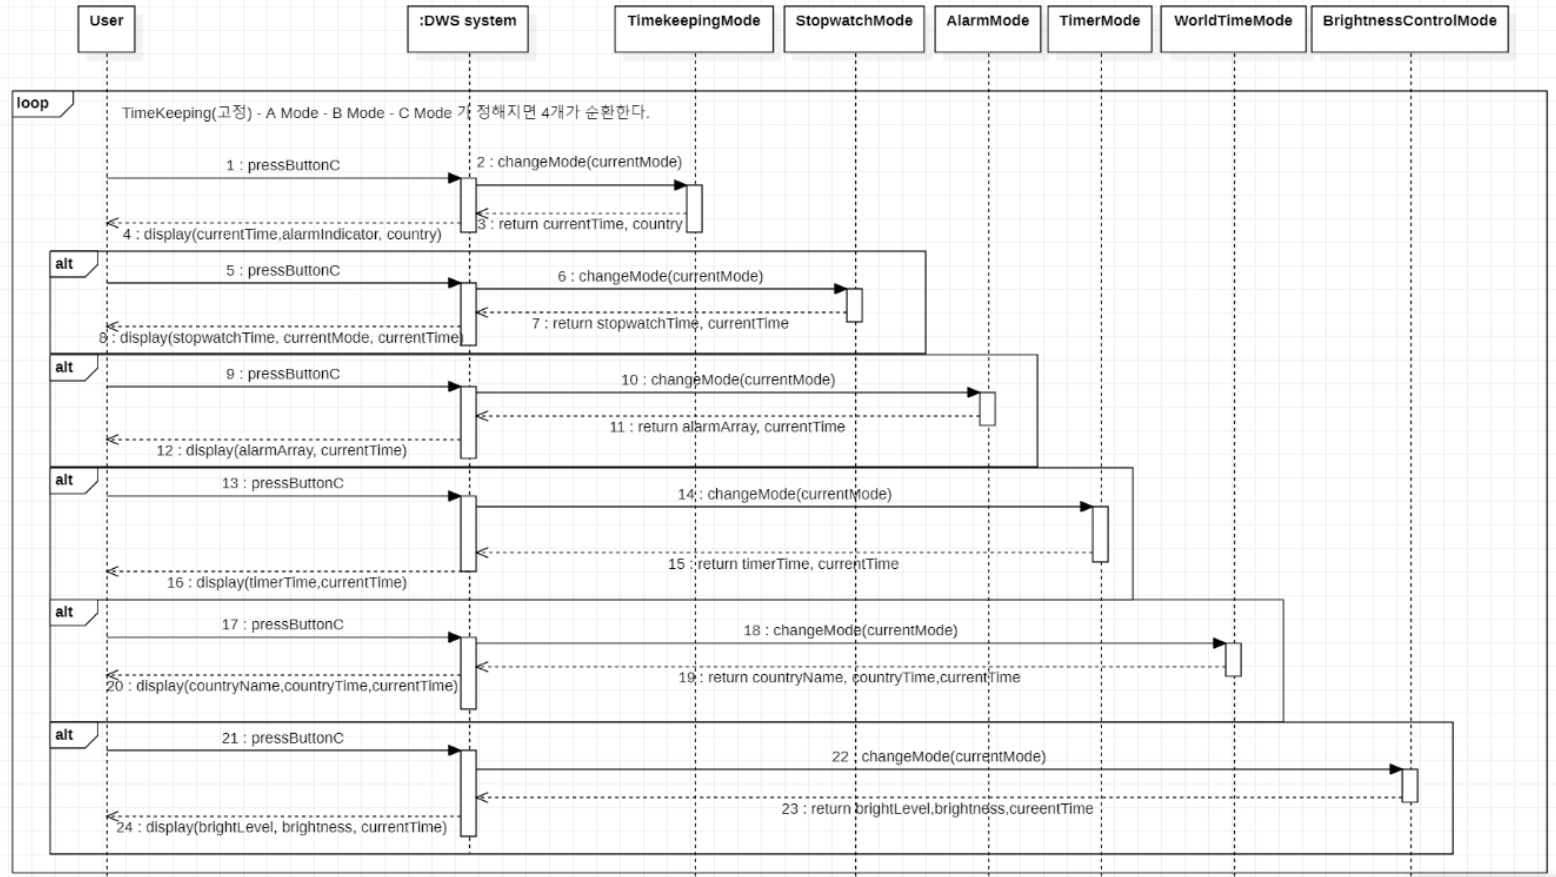 User
:DWS system
TimekeepingMode
StopwatchMode
AlarmMode
TimerMode
WorldTimeMode
BrightnessControlMode
loop
TimeKeeping(고정) - A Mode - B Mode - C Mode 가 정해지면 4개가 순환한다.
1 : pressButtonC
2 : changeMode(currentMode)
3 : return currentTime, country
4 : display(currentTime,alarmIndicator, country)
alt
5 : pressButtonC
6 : changeMode(currentMode)
7 : return stopwatchTime, currentTime
8 : display(stopwatchTime, currentMode, currentTime)
alt
9 : pressButtonC
10 : changeMode(currentMode)
11 : return alarmArray, currentTime
12 : display(alarmArray, currentTime)
alt
13 : pressButtonC
14 : changeMode(currentMode)
15 : return timerTime, currentTime
16 : display(timerTime,currentTime)
alt
17 : pressButtonC
18 : changeMode(currentMode)
19 : return countryName, countryTime,currentTime
20 : display(countryName,countryTime,currentTime)
alt
21 : pressButtonC
22 : changeMode(currentMode)
23 : return brightLevel,brightness,cureentTime
24 : display(brightLevel, brightness, currentTime)